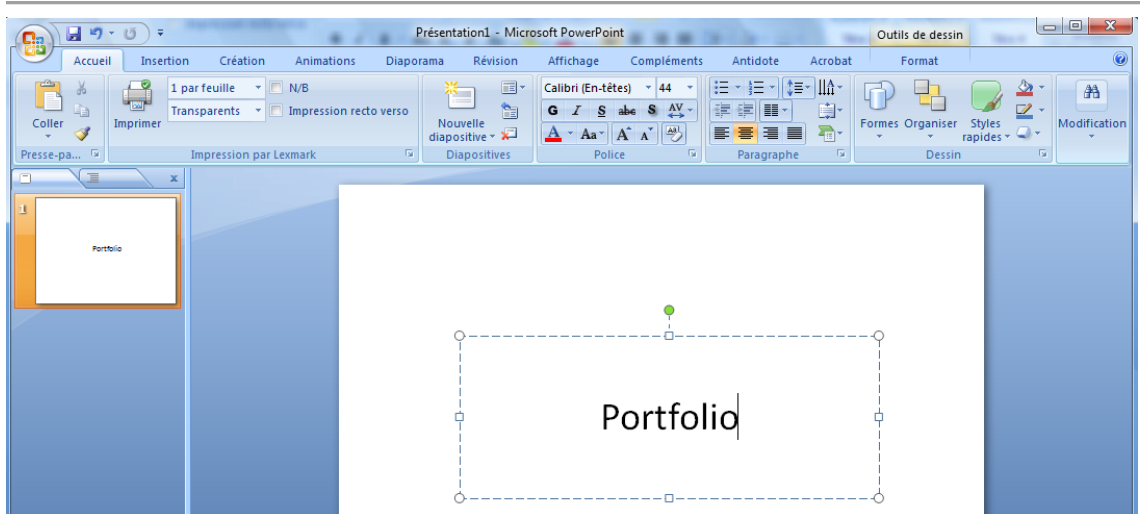 Présentation1 - Microsoft PowerPoint
Outils de dessin
Accueil Insertion Création Animations Diaporama Révision Affichage Compléments Antidote Acrobat Format
Coller
Imprimer
1 par feuille N/B
Transparents Impression recto verso
Nouvelle
diapositive
Calibri (En-têtes) 44
G I S abc S AV
A Aa A A
Formes Organiser Styles
rapides
Modification
Presse-pa... Impression par Lexmark Diapositives Police Paragraphe Dessin
1
Portfolio
Portfolio